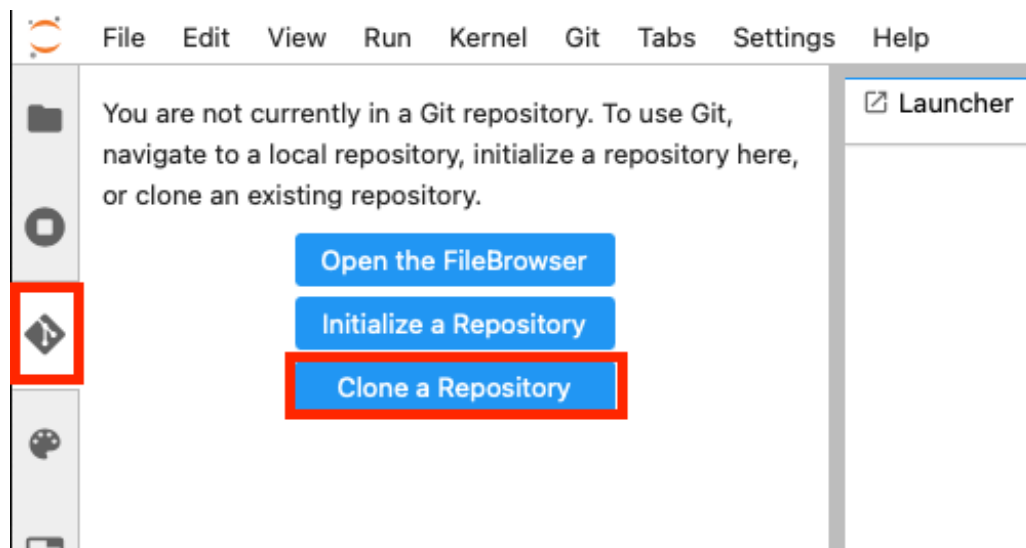 File Edit View Run Kernel Git Tabs Settings Help
You are not currently in a Git repository. To use Git,
navigate to a local repository, initialize a repository here,
or clone an existing repository.
Open the FileBrowser
Initialize a Repository
Clone a Repository
Launcher